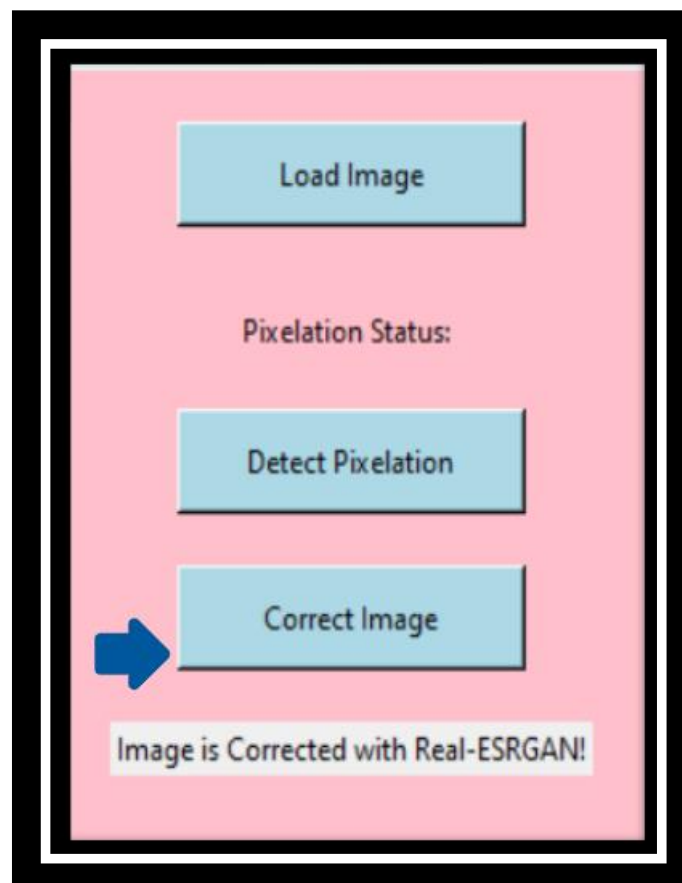 Load Image
Pixelation Status:
Detect Pixelation
Correct Image
Image is Corrected with Real-ESRGAN!